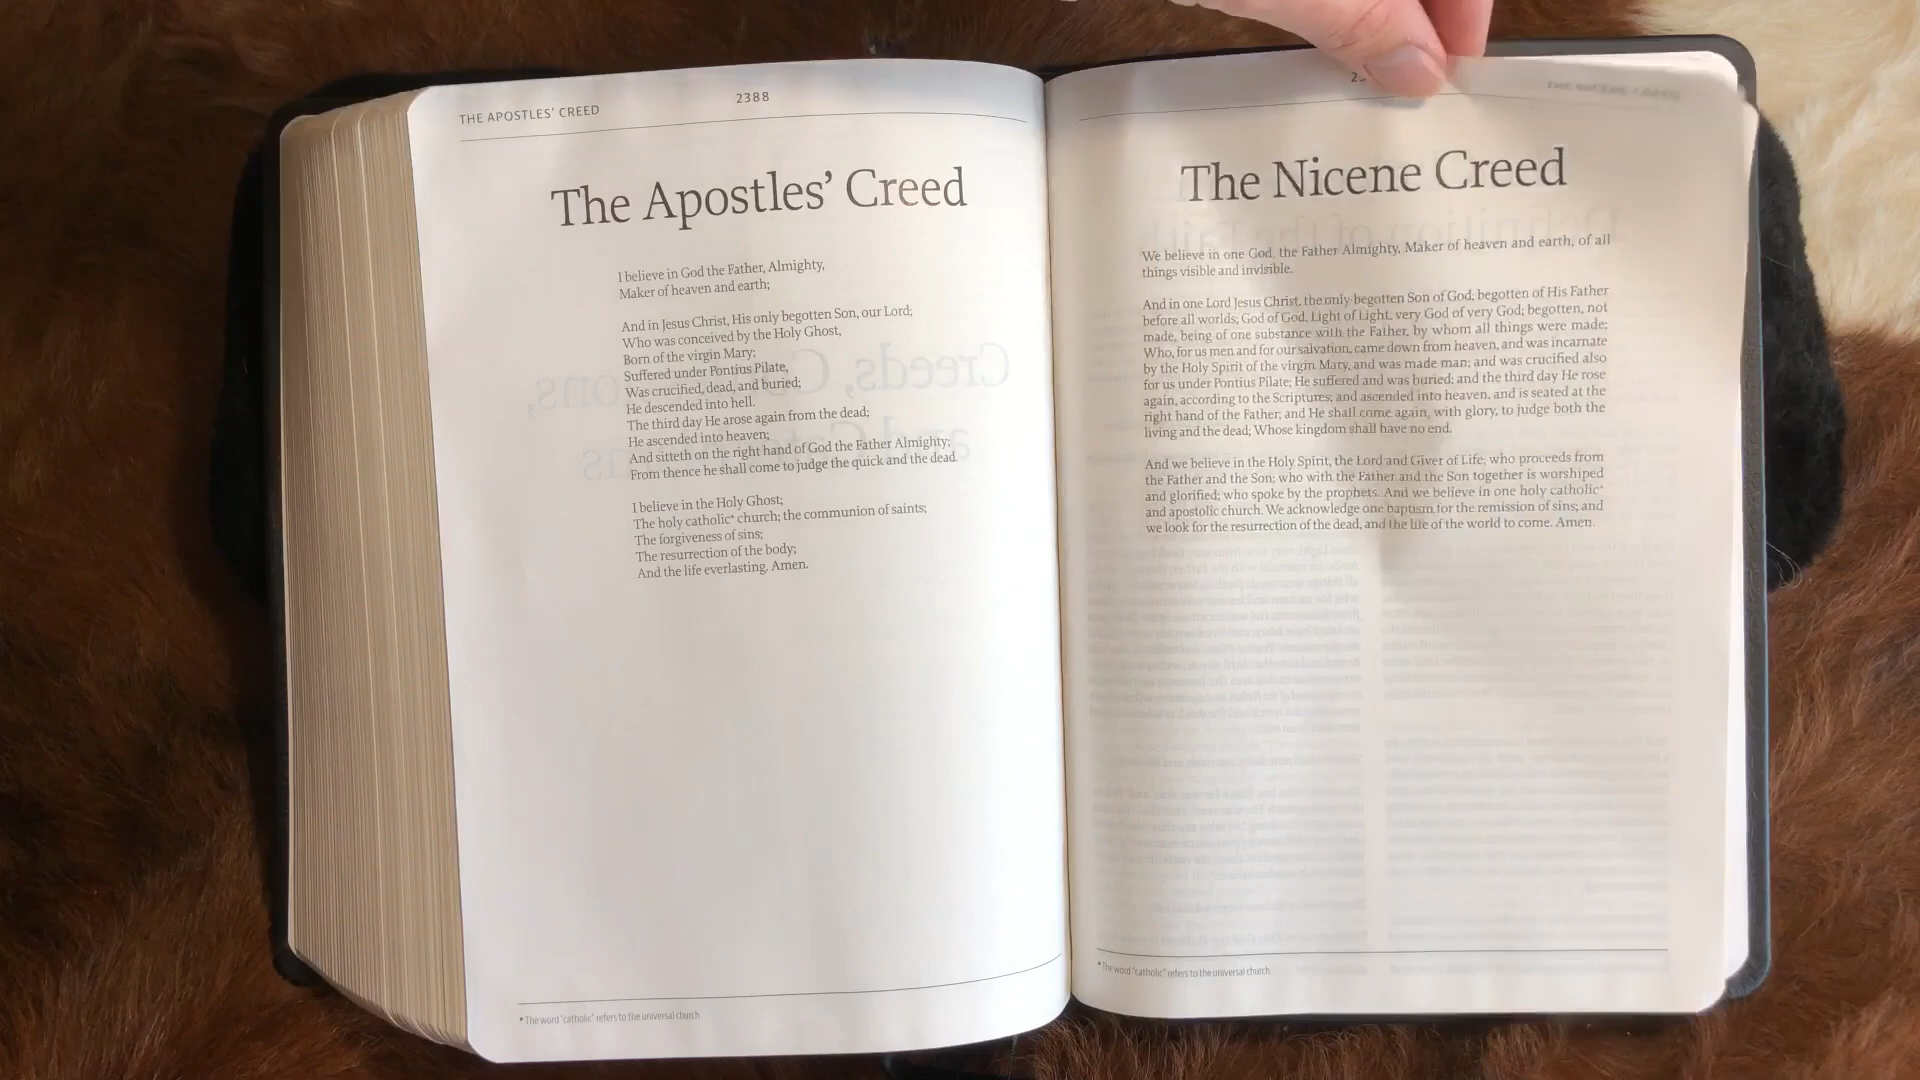 THE APOSTLES' CREED
2388
The Apostles' Creed
I believe in God the Father, Almighty,
Maker of heaven and earth;
And in Jesus Christ, His only begotten Son, our Lord;
Who was conceived by the Holy Ghost,
Born of the virgin Mary;
Suffered under Pontius Pilate,
Was crucified, dead, and buried;
He descended into hell.
The third day He arose again from the dead;
He ascended into heaven;
And sitteth on the right hand of God the Father Almighty;
From thence he shall come to judge the quick and the dead.
I believe in the Holy Ghost;
The holy catholic* church; the communion of saints;
The forgiveness of sins;
The resurrection of the body;
And the life everlasting. Amen.
* The word "catholic" refers to the universal church
The Nicene Creed
We believe in one God, the Father Almighty, Maker of heaven and earth, of all
things visible and invisible.
And in one Lord Jesus Christ, the only begotten Son of God, begotten of His Father
before all worlds; God of God, Light of Light, very God of very God; begotten, not
made, being of one substance with the Father, by whom all things were made;
Who, for us men and for our salvation, came down from heaven, and was incarnate
by the Holy Spirit of the virgin Mary, and was made man; and was crucified also
for us under Pontius Pilate; He suffered and was buried; and the third day He rose
again, according to the Scriptures; and ascended into heaven, and is seated at the
right hand of the Father; and He shall come again, with glory, to judge both the
living and the dead; Whose kingdom shall have no end.
And we believe in the Holy Spirit, the Lord and Giver of Life; who proceeds from
the Father and the Son; who with the Father and the Son together is worshiped
and glorified; who spoke by the prophets. And we believe in one holy catholic*
and apostolic church. We acknowledge one baptism for the remission of sins; and
we look for the resurrection of the dead, and the life of the world to come. Amen.
* The word "catholic" refers to the universal church